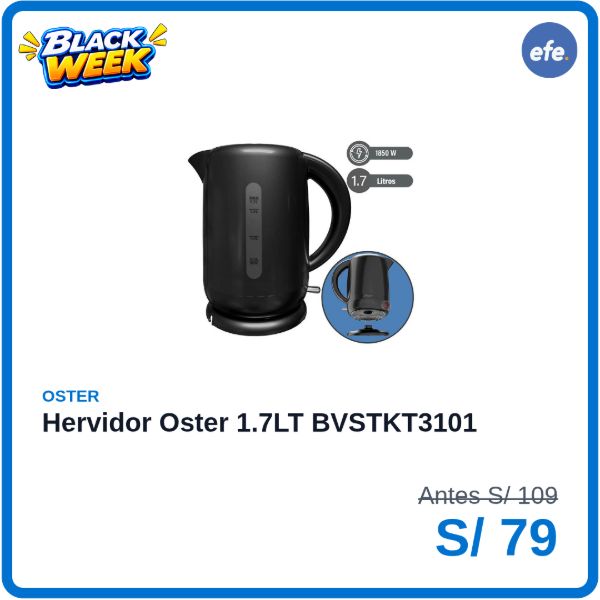 BLACK
WEEK
efe.
1850 W
1.7 Litros
OSTER
Hervidor Oster 1.7LT BVSTKT3101
Antes S/ 109
S/ 79